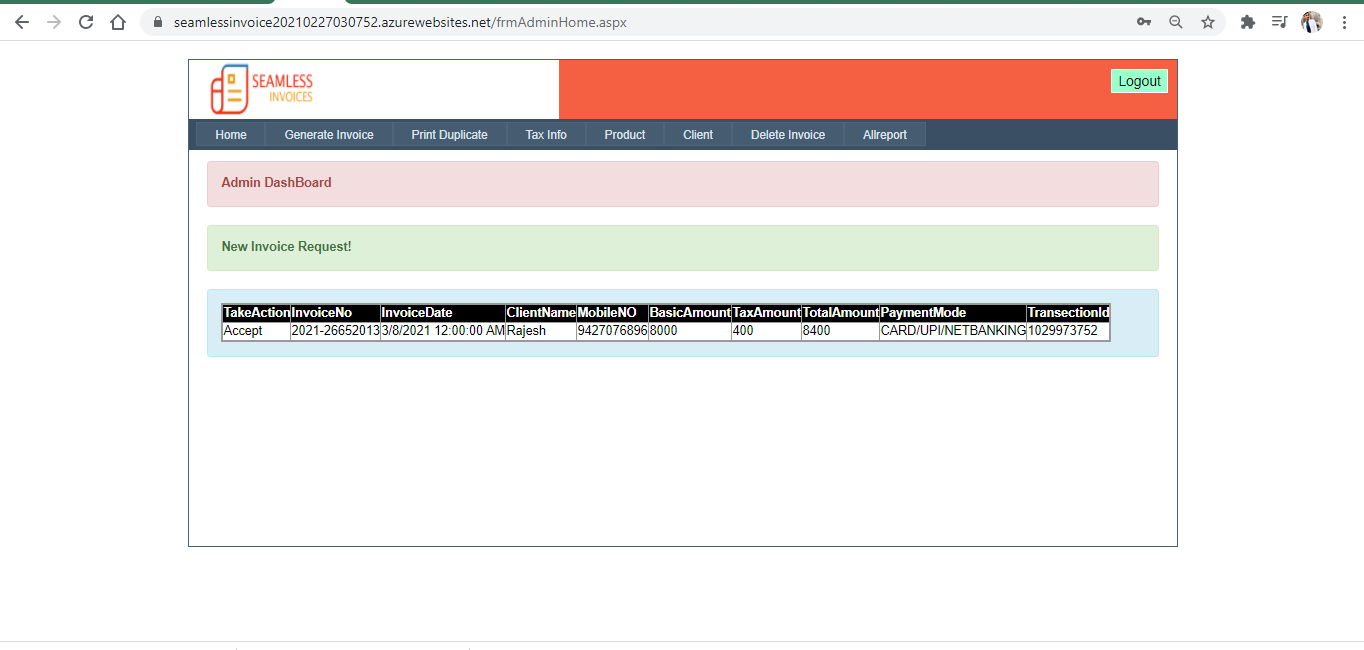 seamlessinvoice20210227030752.azurewebsites.net/frmAdminHome.aspx
SEAMLESS
INVOICES
Logout
Home Generate Invoice Print Duplicate Tax Info Product Client Delete Invoice Allreport
Admin DashBoard
New Invoice Request!
TakeAction InvoiceNo InvoiceDate ClientName MobileNO BasicAmount TaxAmount TotalAmount PaymentMode TransectionId
Accept 2021-26652013 3/8/2021 12:00:00 AM Rajesh 9427076896 8000 400 8400 CARD/UPI/NETBANKING 1029973752